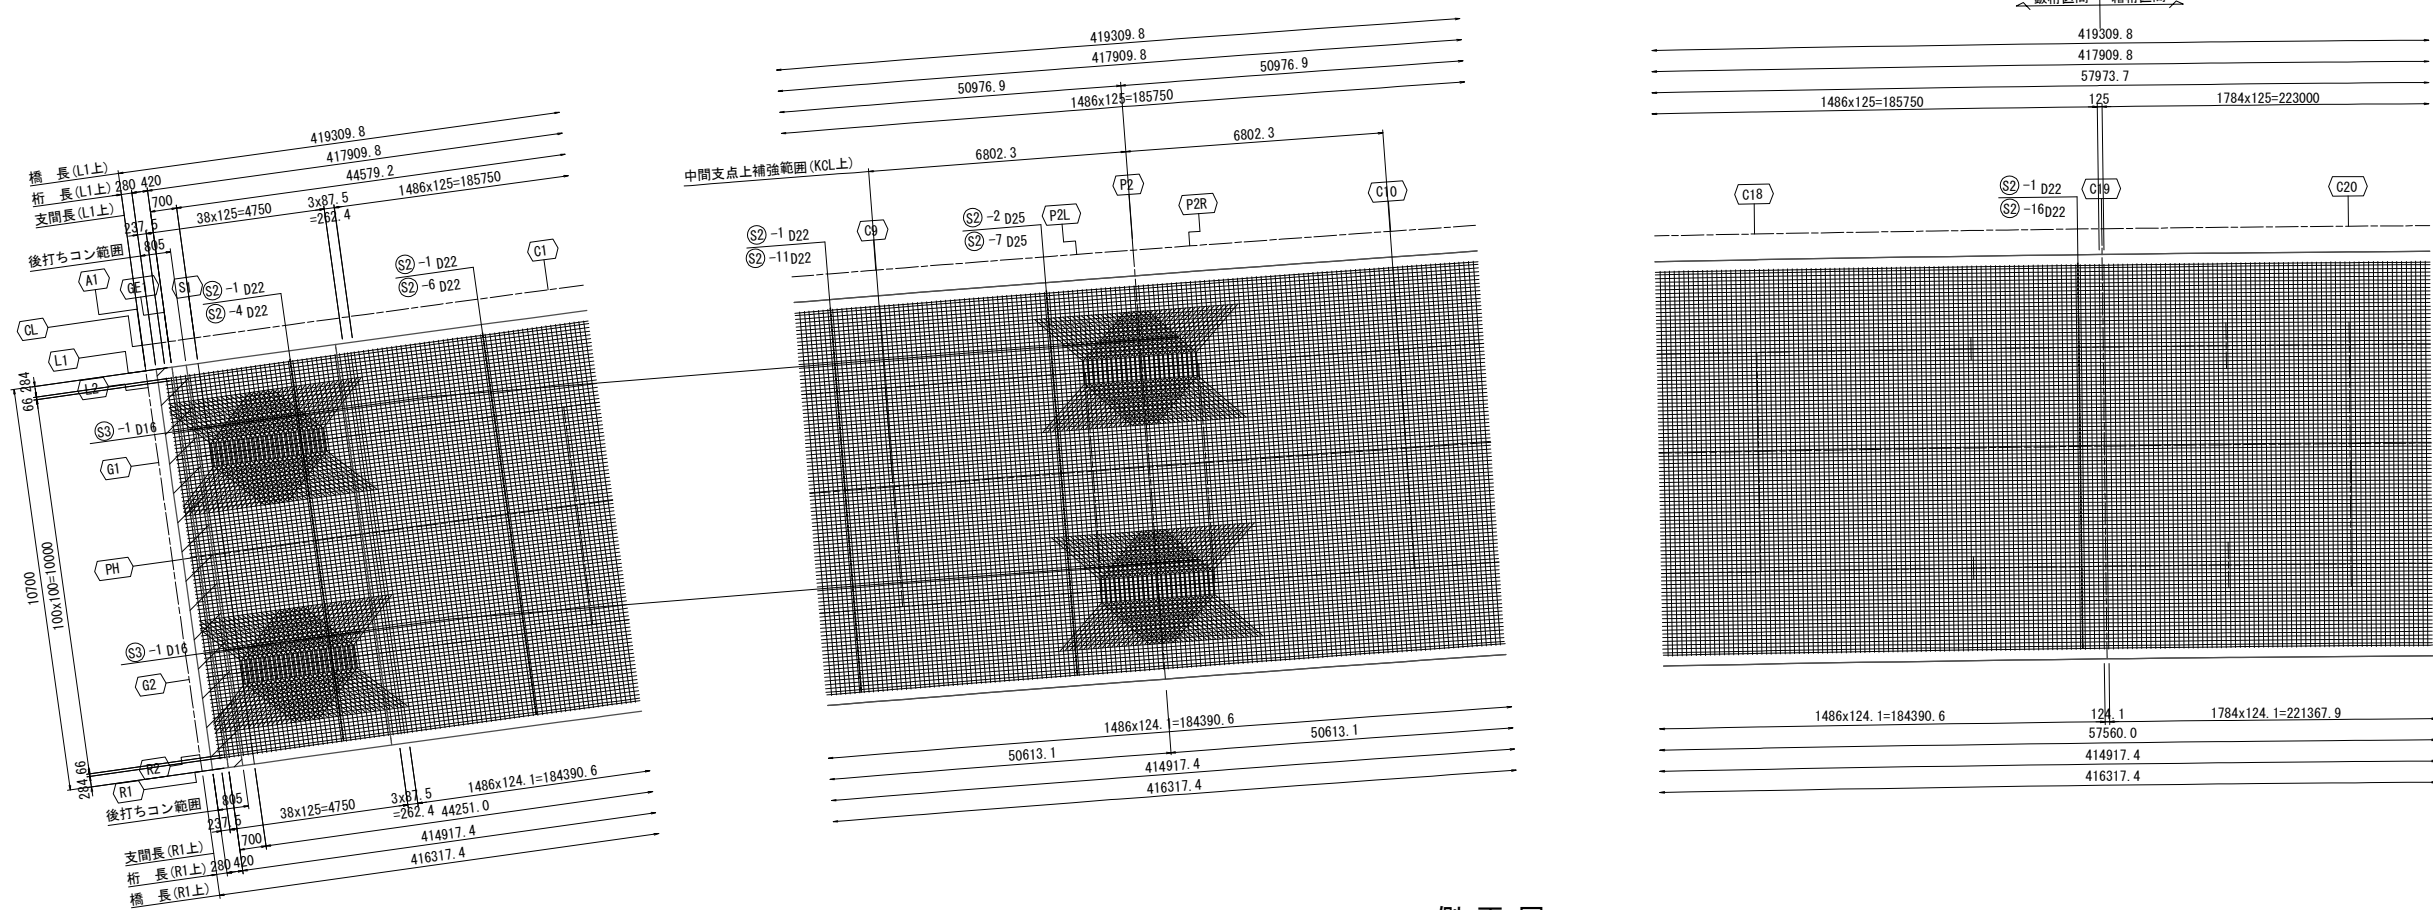 橋　長(L1上)
419309.8
桁　長(L1上)
280
420
417909.8
支間長(L1上)
700
44579.2
237.5
38x125=4750
3x87.5
=262.4
1486x125=185750
後打ちコン範囲
805
A1
GE1
S1
S2 -1 D22
S2 -4 D22
S2 -1 D22
S2 -6 D22
C1
CL
L1
L2
284
66
S3 -1 D16
G1
PH
10700
100x100=10000
S3 -1 D16
G2
R2
R1
66
284
後打ちコン範囲
805
237.5
38x125=4750
3x87.5
=262.4
1486x124.1=184390.6
支間長(R1上)
700
44251.0
桁　長(R1上)
280
420
414917.4
橋　長(R1上)
416317.4
419309.8
417909.8
50976.9
50976.9
1486x125=185750
中間支点上補強範囲(KCL上)
6802.3
6802.3
S2 -1 D22
S2 -11 D22
C9
S2 -2 D25
S2 -7 D25
P2L
P2
P2R
C10
1486x124.1=184390.6
50613.1
50613.1
414917.4
416317.4
鈑桁区間
箱桁区間
419309.8
417909.8
57973.7
1486x125=185750
125
1784x125=223000
C18
S2 -1 D22
S2 -16 D22
C19
C20
1486x124.1=184390.6
124.1
1784x124.1=221367.9
57560.0
414917.4
416317.4